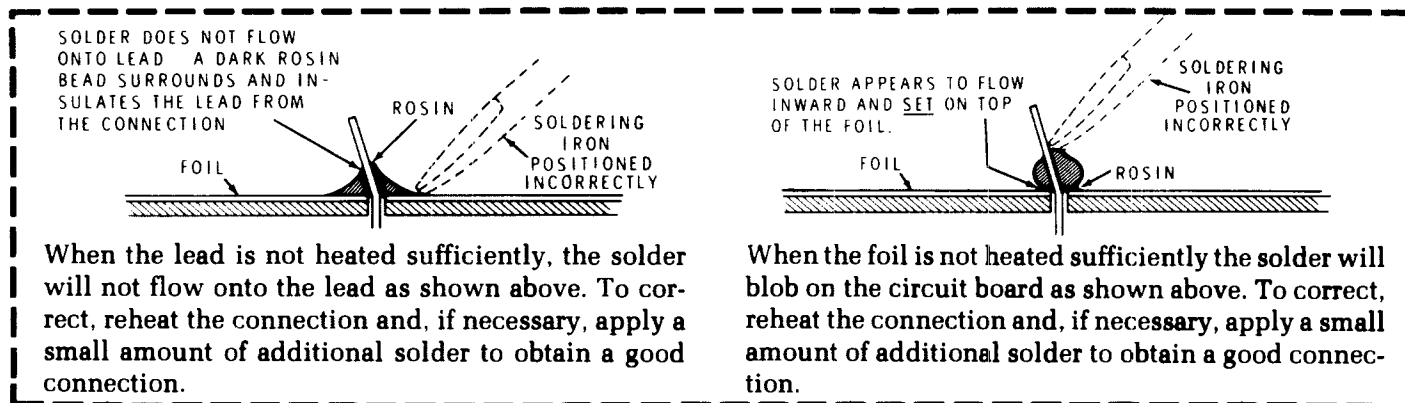 SOLDER DOES NOT FLOW
ONTO LEAD A DARK ROSIN
BEAD SURROUNDS AND IN-
SULATES THE LEAD FROM
THE CONNECTION
ROSIN
SOLDERING
IRON
POSITIONED
INCORRECTLY
FOIL
When the lead is not heated sufficiently, the solder
will not flow onto the lead as shown above. To cor-
rect, reheat the connection and, if necessary, apply a
small amount of additional solder to obtain a good
connection.
SOLDER APPEARS TO FLOW
INWARD AND SET ON TOP
OF THE FOIL.
SOLDERING
IRON
POSITIONED
INCORRECTLY
FOIL
ROSIN
When the foil is not heated sufficiently the solder will
blob on the circuit board as shown above. To correct,
reheat the connection and, if necessary, apply a small
amount of additional solder to obtain a good connec-
tion.